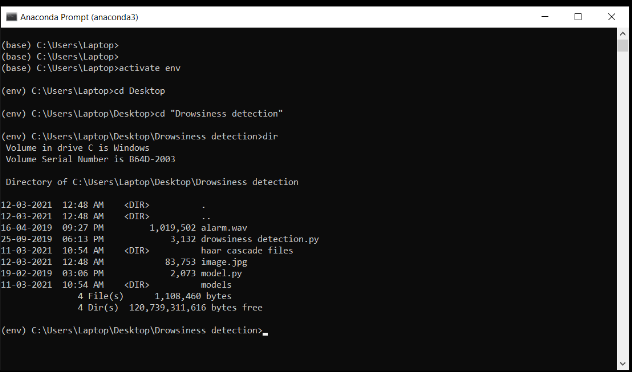 Anaconda Prompt (anaconda3)
(base) C:\Users\Laptop>
(base) C:\Users\Laptop>
(base) C:\Users\Laptop>activate env
(env) C:\Users\Laptop>cd Desktop
(env) C:\Users\Laptop\Desktop>cd "Drowsiness detection"
(env) C:\Users\Laptop\Desktop\Drowsiness detection>dir
Volume in drive C is Windows
Volume Serial Number is B64D-2003
Directory of C:\Users\Laptop\Desktop\Drowsiness detection
12-03-2021 12:48 AM <DIR> .
12-03-2021 12:48 AM <DIR> ..
16-04-2019 09:27 PM 1,019,502 alarm.wav
25-09-2019 06:13 PM 3,132 drowsiness detection.py
11-03-2021 10:54 AM <DIR> haar cascade files
12-03-2021 12:48 AM 83,753 image.jpg
19-02-2019 03:06 PM 2,073 model.py
11-03-2021 10:54 AM <DIR> models
4 File(s) 1,108,460 bytes
4 Dir(s) 120,739,311,616 bytes free
(env) C:\Users\Laptop\Desktop\Drowsiness detection>